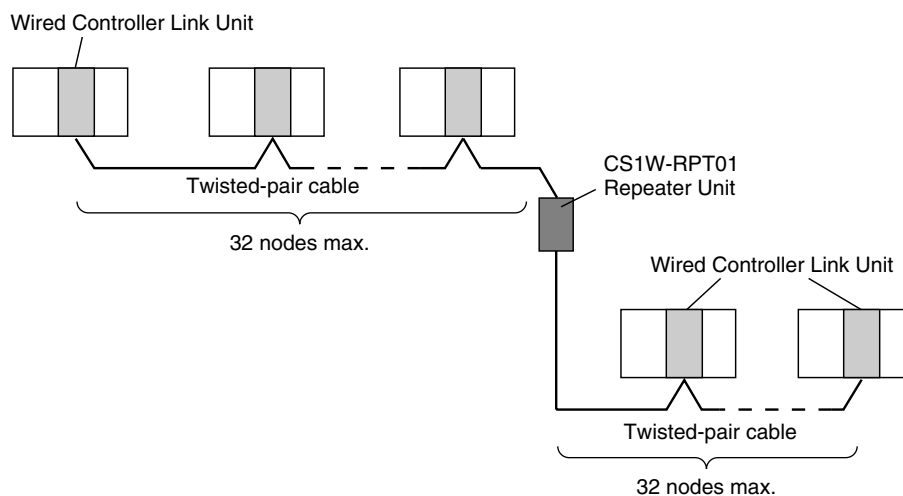 Wired Controller Link Unit
CS1W-RPT01
Repeater Unit
Twisted-pair cable
32 nodes max.
Wired Controller Link Unit
Twisted-pair cable
32 nodes max.